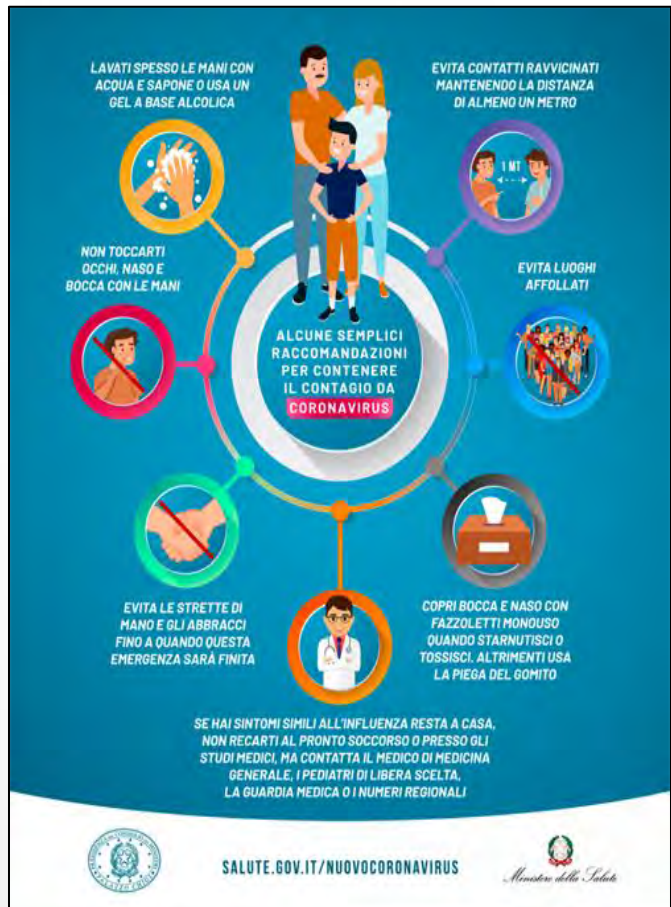 LAVATI SPESSO LE MANI CON
ACQUA E SAPONE O USA UN
GEL A BASE ALCOLICA
EVITA CONTATTI RAVVICINATI
MANTENENDO LA DISTANZA
DI ALMENO UN METRO
1 MT
NON TOCCARTI
OCCHI, NASO E
BOCCA CON LE MANI
EVITA LUOGHI
AFFOLLATI
ALCUNE SEMPLICI
RACCOMANDAZIONI
PER CONTENERE
IL CONTAGIO DA
CORONAVIRUS
EVITA LE STRETTE DI
MANO E GLI ABBRACCI
FINO A QUANDO QUESTA
EMERGENZA SARÀ FINITA
COPRI BOCCA E NASO CON
FAZZOLETTI MONOUSO
QUANDO STARNUTISCI O
TOSSISCI. ALTRIMENTI USA
LA PIEGA DEL GOMITO
SE HAI SINTOMI SIMILI ALL'INFLUENZA RESTA A CASA,
NON RECARTI AL PRONTO SOCCORSO O PRESSO GLI
STUDI MEDICI, MA CONTATTA IL MEDICO DI MEDICINA
GENERALE, I PEDIATRI DI LIBERA SCELTA,
LA GUARDIA MEDICA O I NUMERI REGIONALI
SALUTE.GOV.IT/NUOVOCORONAVIRUS
Ministero della Salute